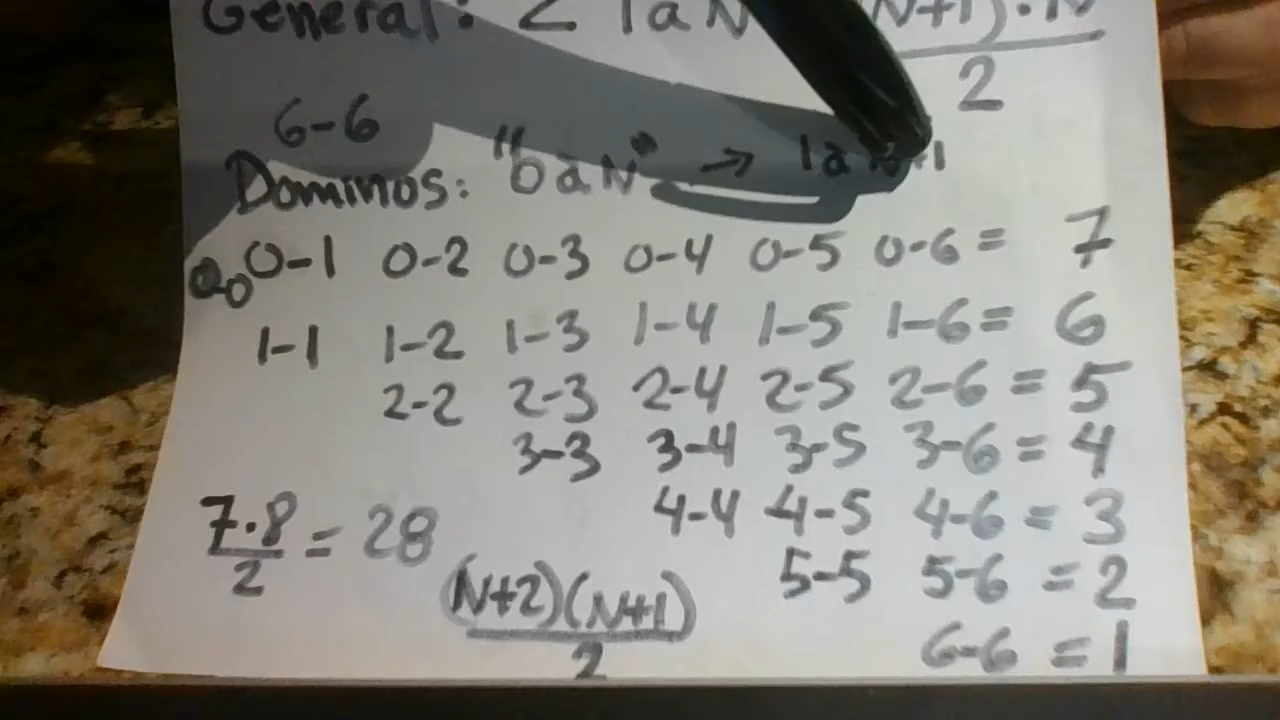 General: Σ 1 a N (N+1)·N
2
6-6
Dominos: "0 a N" → 1 a N+1
0-0 0-1 0-2 0-3 0-4 0-5 0-6 = 7
1-1 1-2 1-3 1-4 1-5 1-6 = 6
2-2 2-3 2-4 2-5 2-6 = 5
3-3 3-4 3-5 3-6 = 4
4-4 4-5 4-6 = 3
7·8/2 = 28
5-5 5-6 = 2
(N+2)(N+1)/2
6-6 = 1